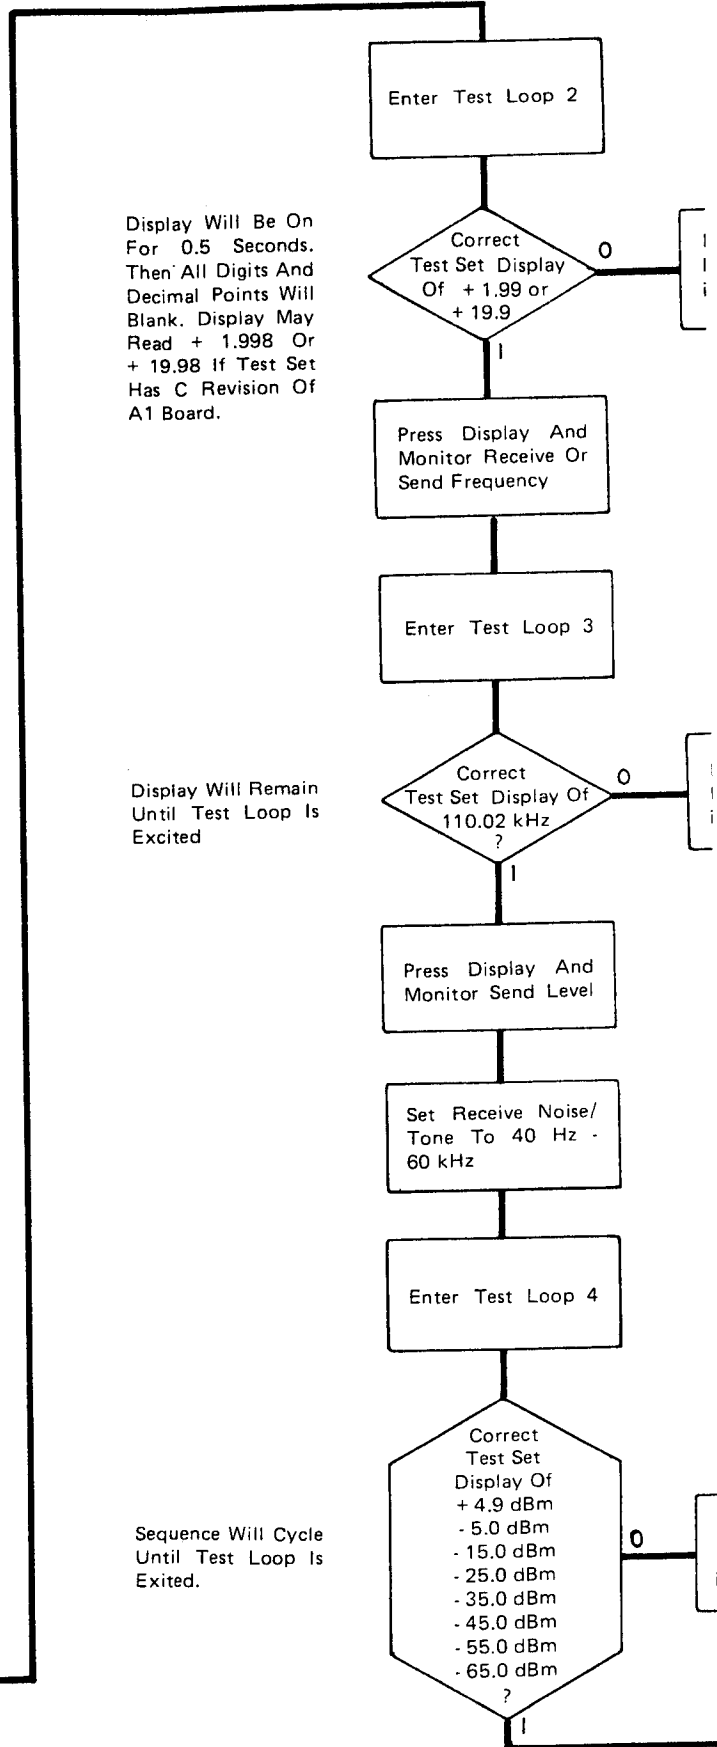 Enter Test Loop 2
Display Will Be On
For 0.5 Seconds.
Then All Digits And
Decimal Points Will
Blank. Display May
Read + 1.998 Or
+ 19.98 If Test Set
Has C Revision Of
A1 Board.
Correct
Test Set Display
Of + 1.99 or
+ 19.9
O
I
Press Display And
Monitor Receive Or
Send Frequency
Enter Test Loop 3
Display Will Remain
Until Test Loop Is
Excited
Correct
Test Set Display Of
110.02 kHz
?
O
I
Press Display And
Monitor Send Level
Set Receive Noise/
Tone To 40 Hz -
60 kHz
Enter Test Loop 4
Sequence Will Cycle
Until Test Loop Is
Exited.
Correct
Test Set
Display Of
+ 4.9 dBm
- 5.0 dBm
- 15.0 dBm
- 25.0 dBm
- 35.0 dBm
- 45.0 dBm
- 55.0 dBm
- 65.0 dBm
?
O
I